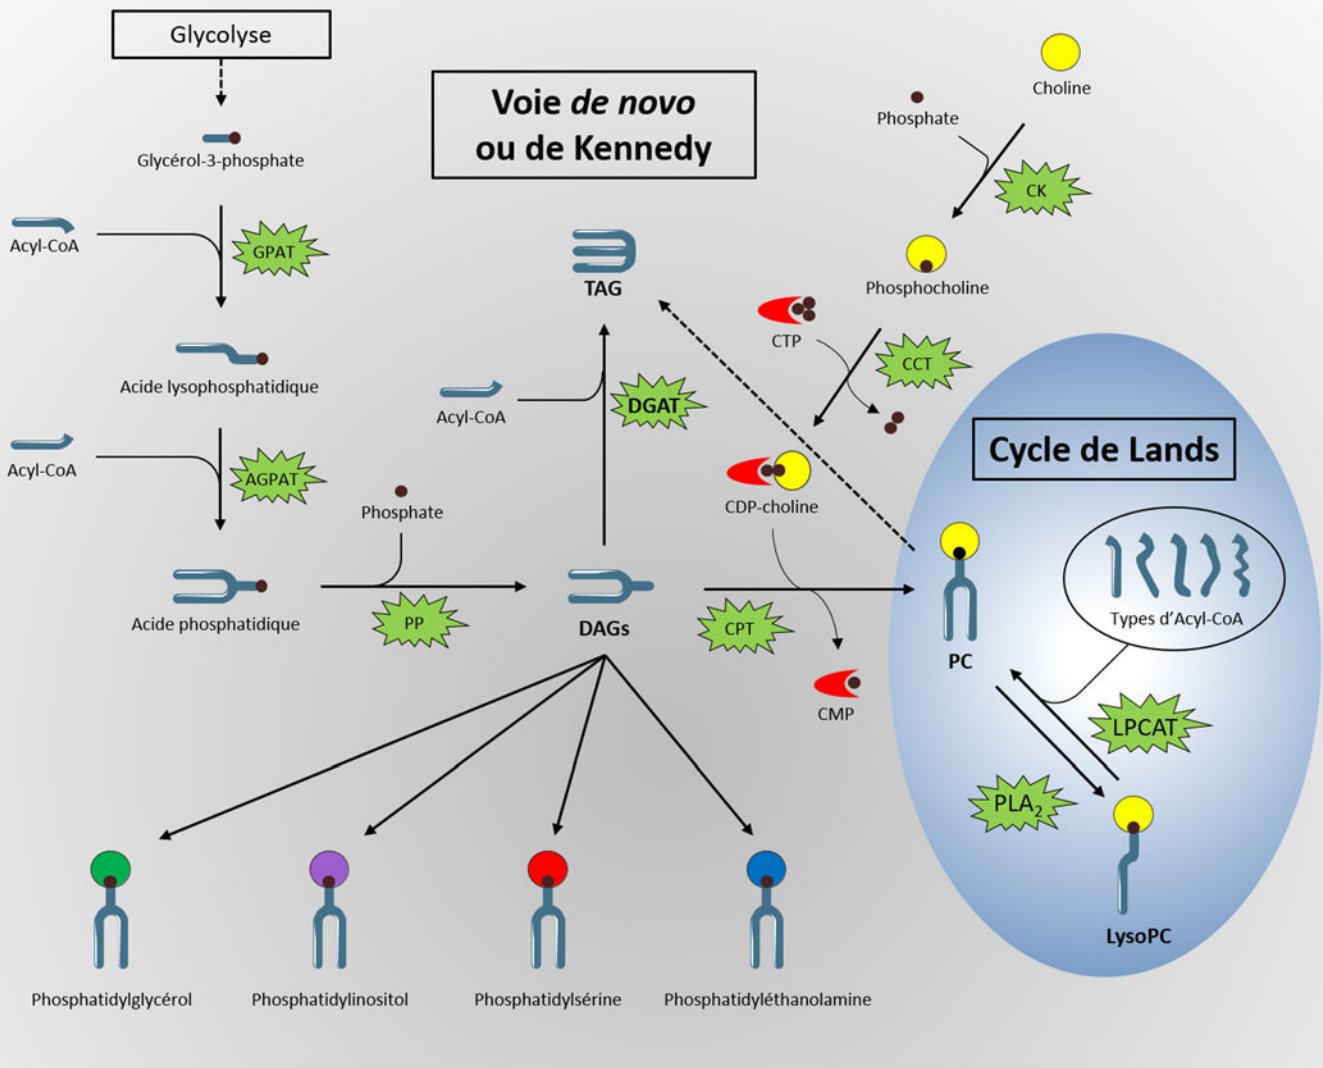 Glycolyse
Glycérol-3-phosphate
Acyl-CoA
GPAT
Acide lysophosphatidique
Acyl-CoA
AGPAT
Acide phosphatidique
Phosphate
PP
Voie de novo
ou de Kennedy
TAG
Acyl-CoA
DGAT
DAGs
Choline
Phosphate
CK
Phosphocholine
CTP
CCT
CDP-choline
CPT
CMP
Cycle de Lands
Types d’Acyl-CoA
PC
LPCAT
PLA2
LysoPC
Phosphatidylglycérol
Phosphatidylinositol
Phosphatidylsérine
Phosphatidyléthanolamine